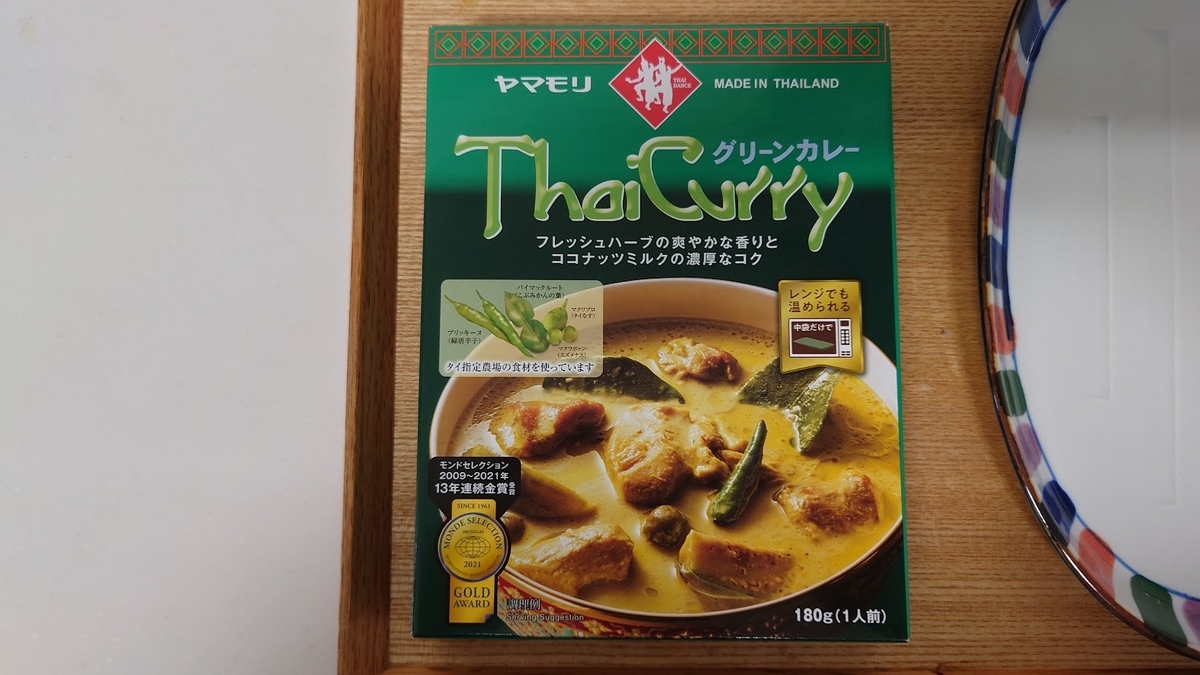 ヤマモリ
THAI
DANCE
MADE IN THAILAND
グリーンカレー
Thai Curry
フレッシュハーブの爽やかな香りと
ココナッツミルクの濃厚なコク
バイマックルート
(こぶみかんの葉)
マクワプロ
(タイなす)
プリッキーヌ
(緑唐辛子)
マクワポァン
(スズメナス)
タイ指定農場の食材を使っています
レンジでも
温められる
中袋だけで
モンドセレクション
2009~2021年
13年連続金賞受賞
SINCE 1961
MONDE SELECTION
BRUXELLES
2021
GOLD
AWARD
調理例
Serving Suggestion
180g(1人前)